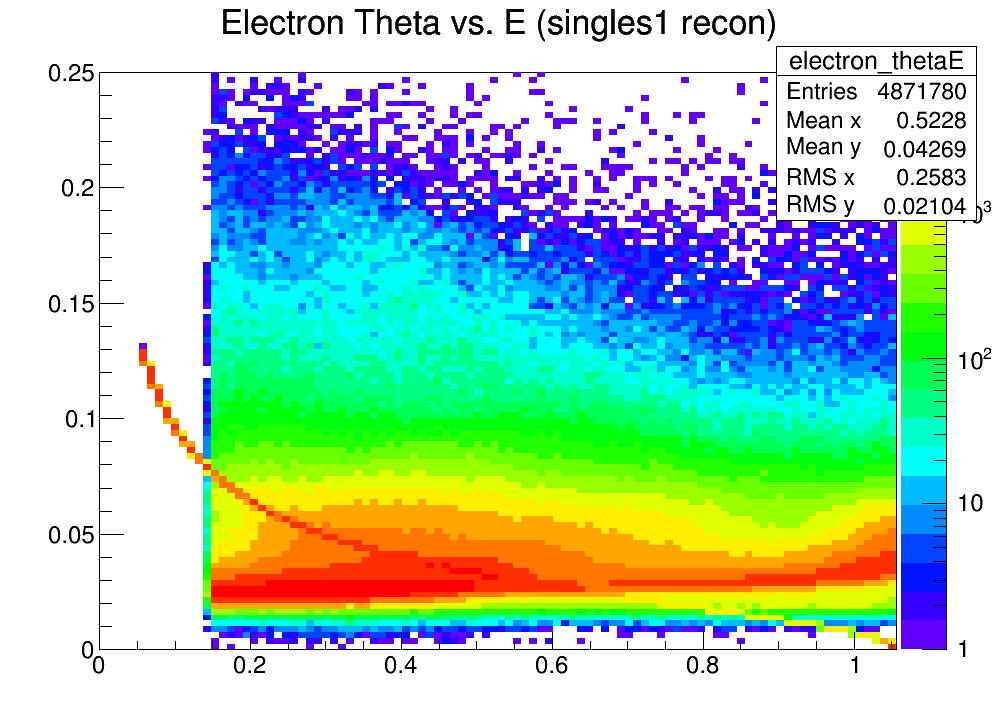 Electron Theta vs. E (singles1 recon)
electron_thetaE
Entries 4871780
Mean x 0.5228
Mean y 0.04269
RMS x 0.2583
RMS y 0.02104
0.25
0.2
0.15
0.1
0.05
0
0 0.2 0.4 0.6 0.8 1
10²
10
1